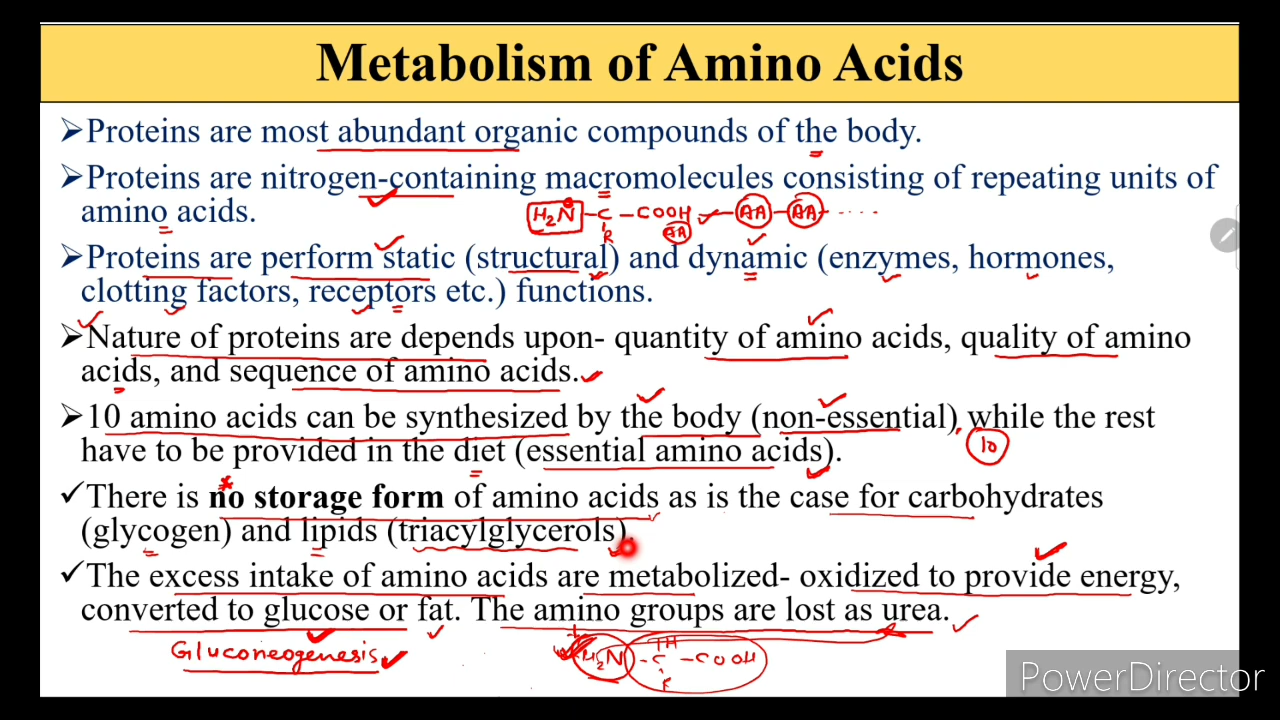 Metabolism of Amino Acids
➢Proteins are most abundant organic compounds of the body.
➢Proteins are nitrogen-containing macromolecules consisting of repeating units of
amino acids.
H₂N - C - COOH - AA - AA ....
R
AA
➢Proteins are perform static (structural) and dynamic (enzymes, hormones,
clotting factors, receptors etc.) functions.
➢Nature of proteins are depends upon- quantity of amino acids, quality of amino
acids, and sequence of amino acids.
➢10 amino acids can be synthesized by the body (non-essential), while the rest
have to be provided in the diet (essential amino acids).
10
✓There is no storage form of amino acids as is the case for carbohydrates
(glycogen) and lipids (triacylglycerols).
✓The excess intake of amino acids are metabolized- oxidized to provide energy,
converted to glucose or fat. The amino groups are lost as urea.
Gluconeogenesis
H₂N - C - COOH
R
PowerDirector